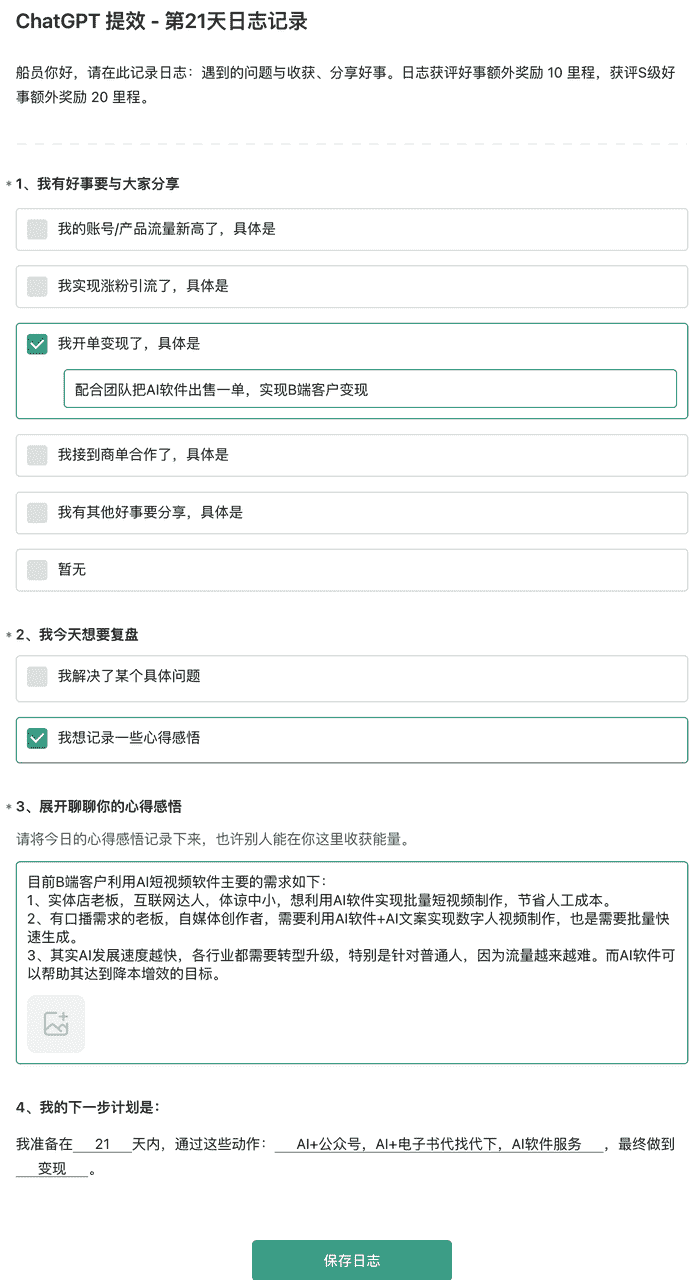 ChatGPT 提效 - 第21天日志记录
船员你好，请在此记录日志：遇到的问题与收获、分享好事。日志获评好事额外奖励 10 里程，获评S级好
事额外奖励 20 里程。
* 1、我有好事要与大家分享
我的账号/产品流量新高了，具体是
我实现涨粉引流了，具体是
我开单变现了，具体是
配合团队把AI软件出售一单，实现B端客户变现
我接到商单合作了，具体是
我有其他好事要分享，具体是
暂无
* 2、我今天想要复盘
我解决了某个具体问题
我想记录一些心得感悟
* 3、展开聊聊你的心得感悟
请将今日的心得感悟记录下来，也许别人能在你这里收获能量。
目前B端客户利用AI短视频软件主要的需求如下：
1、实体店老板，互联网达人，体谅中小，想利用AI软件实现批量短视频制作，节省人工成本。
2、有口播需求的老板，自媒体创作者，需要利用AI软件+AI文案实现数字人视频制作，也是需要批量快
速生成。
3、其实AI发展速度越快，各行业都需要转型升级，特别是针对普通人，因为流量越来越难。而AI软件可
以帮助其达到降本增效的目标。
4、我的下一步计划是：
我准备在 21 天内，通过这些动作： AI+公众号，AI+电子书代找代下，AI软件服务 ，最终做到
变现 。
保存日志